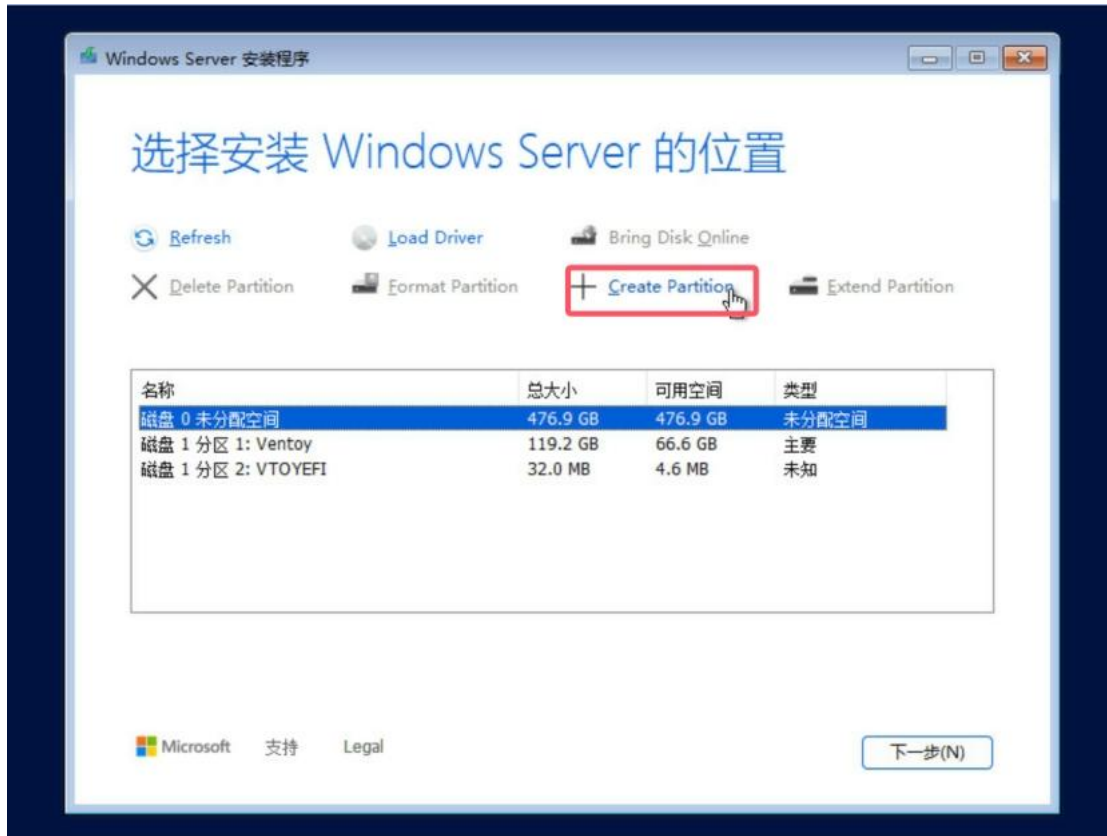 Windows Server 安装程序
选择安装 Windows Server 的位置
Refresh Load Driver Bring Disk Online
Delete Partition Format Partition Create Partition Extend Partition
名称 总大小 可用空间 类型
磁盘 0 未分配空间 476.9 GB 476.9 GB 未分配空间
磁盘 1 分区 1: Ventoy 119.2 GB 66.6 GB 主要
磁盘 1 分区 2: VTOYEFI 32.0 MB 4.6 MB 未知
Microsoft 支持 Legal 下一步(N)